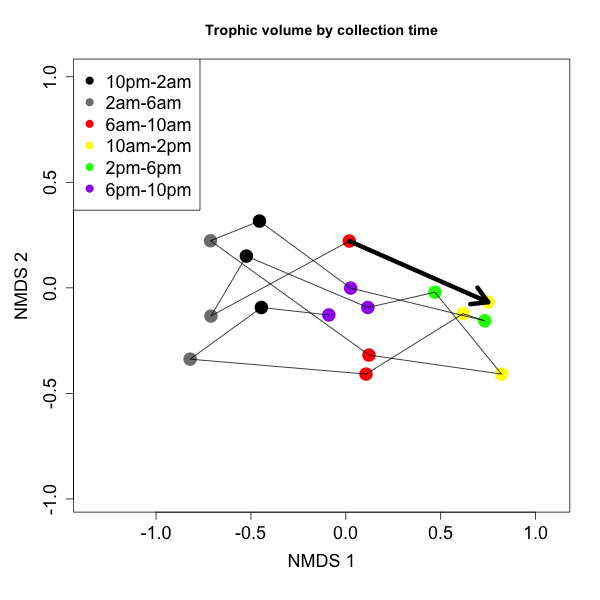 Trophic volume by collection time
10pm-2am
2am-6am
6am-10am
10am-2pm
2pm-6pm
6pm-10pm
NMDS 2
1.0
0.5
0.0
-0.5
-1.0
-1.0 -0.5 0.0 0.5 1.0
NMDS 1